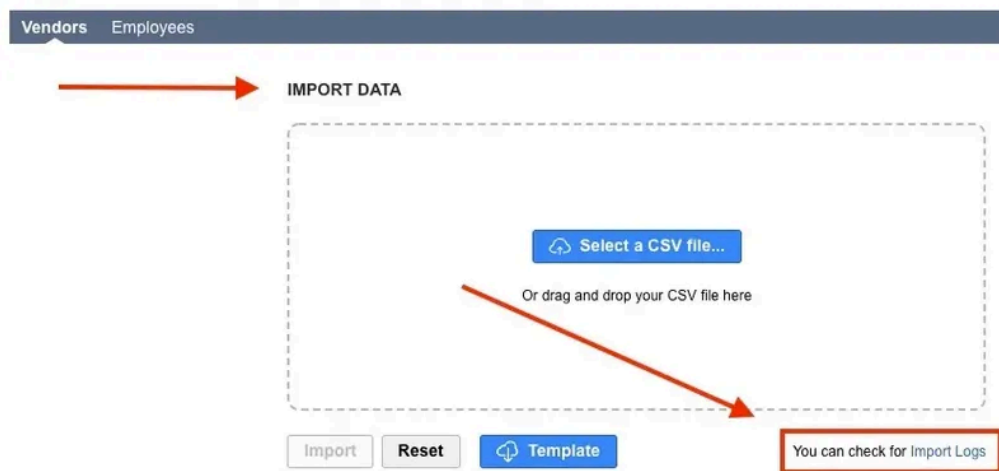 Vendors Employees
IMPORT DATA
Select a CSV file...
Or drag and drop your CSV file here
Import Reset Template You can check for Import Logs